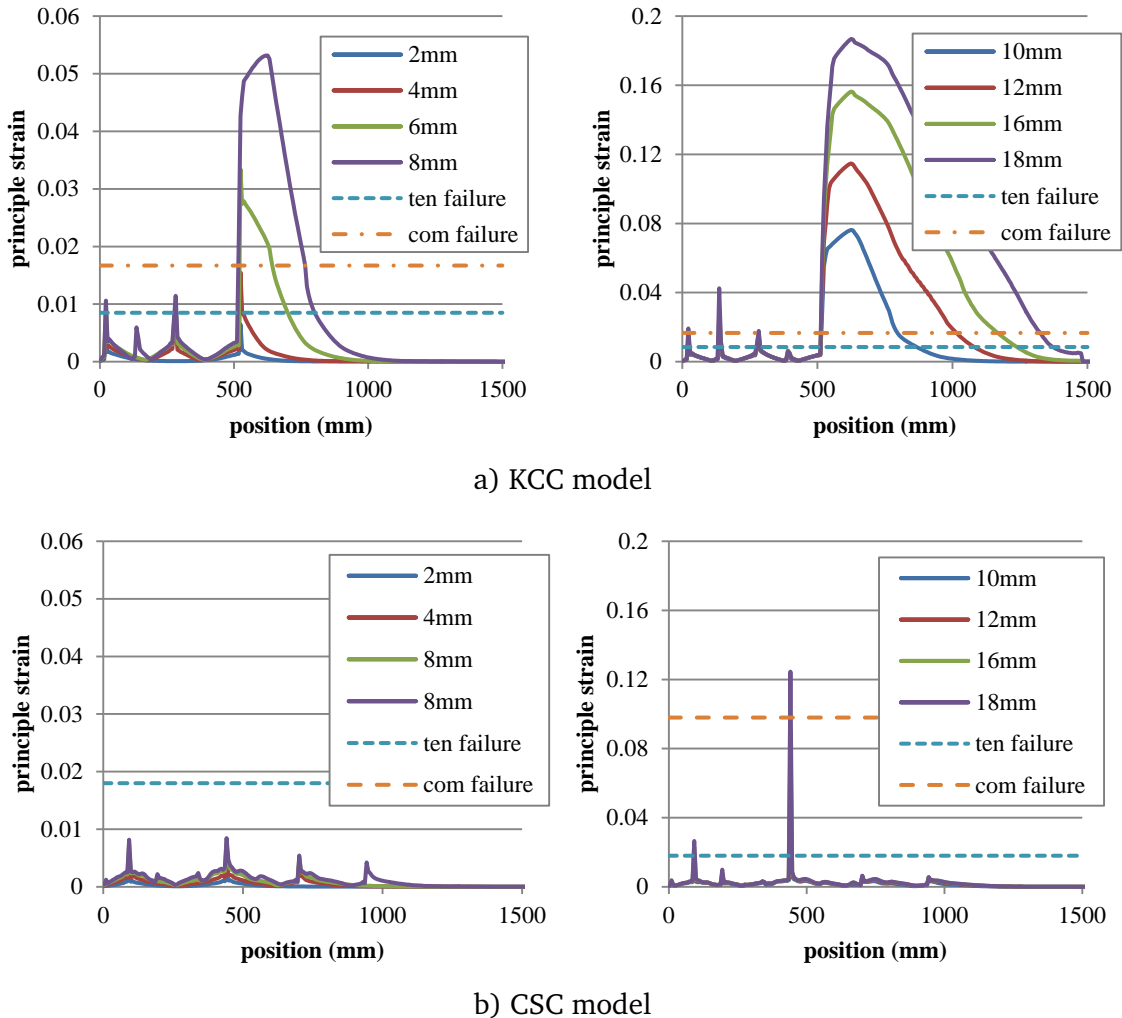 0.06
0.05
0.04
0.03
0.02
0.01
0
principle strain
2mm
4mm
6mm
8mm
ten failure
com failure
0 500 1000 1500
position (mm)
0.2
0.16
0.12
0.08
0.04
0
principle strain
10mm
12mm
16mm
18mm
ten failure
com failure
0 500 1000 1500
position (mm)
a) KCC model
0.06
0.05
0.04
0.03
0.02
0.01
0
principle strain
2mm
4mm
8mm
8mm
ten failure
com failure
0 500 1000 1500
position (mm)
0.2
0.16
0.12
0.08
0.04
0
principle strain
10mm
12mm
16mm
18mm
ten failure
com failure
0 500 1000 1500
position (mm)
b) CSC model